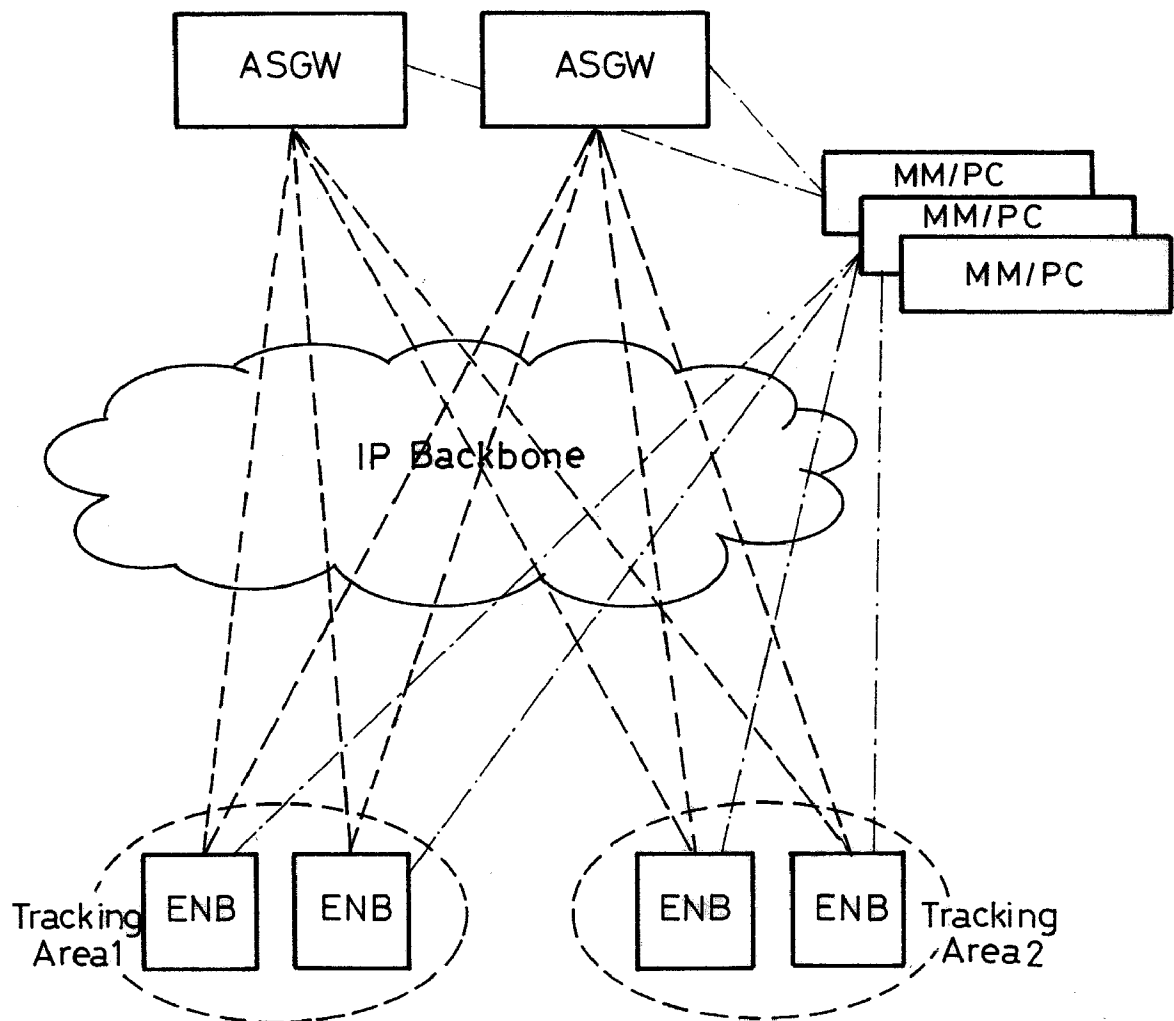 ASGW
ASGW
MM/PC
MM/PC
MM/PC
IP Backbone
Tracking
Area1
ENB
ENB
ENB
ENB
Tracking
Area2